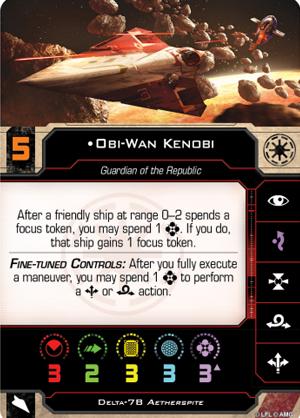 5
•Obi-Wan Kenobi
Guardian of the Republic
After a friendly ship at range 0–2 spends a
focus token, you may spend 1 . If you do,
that ship gains 1 focus token.
Fine-tuned Controls: After you fully execute
a maneuver, you may spend 1 to perform
a or action.
3 2 3 3 3
Delta-7B Aethersprite
© LFL © AMG